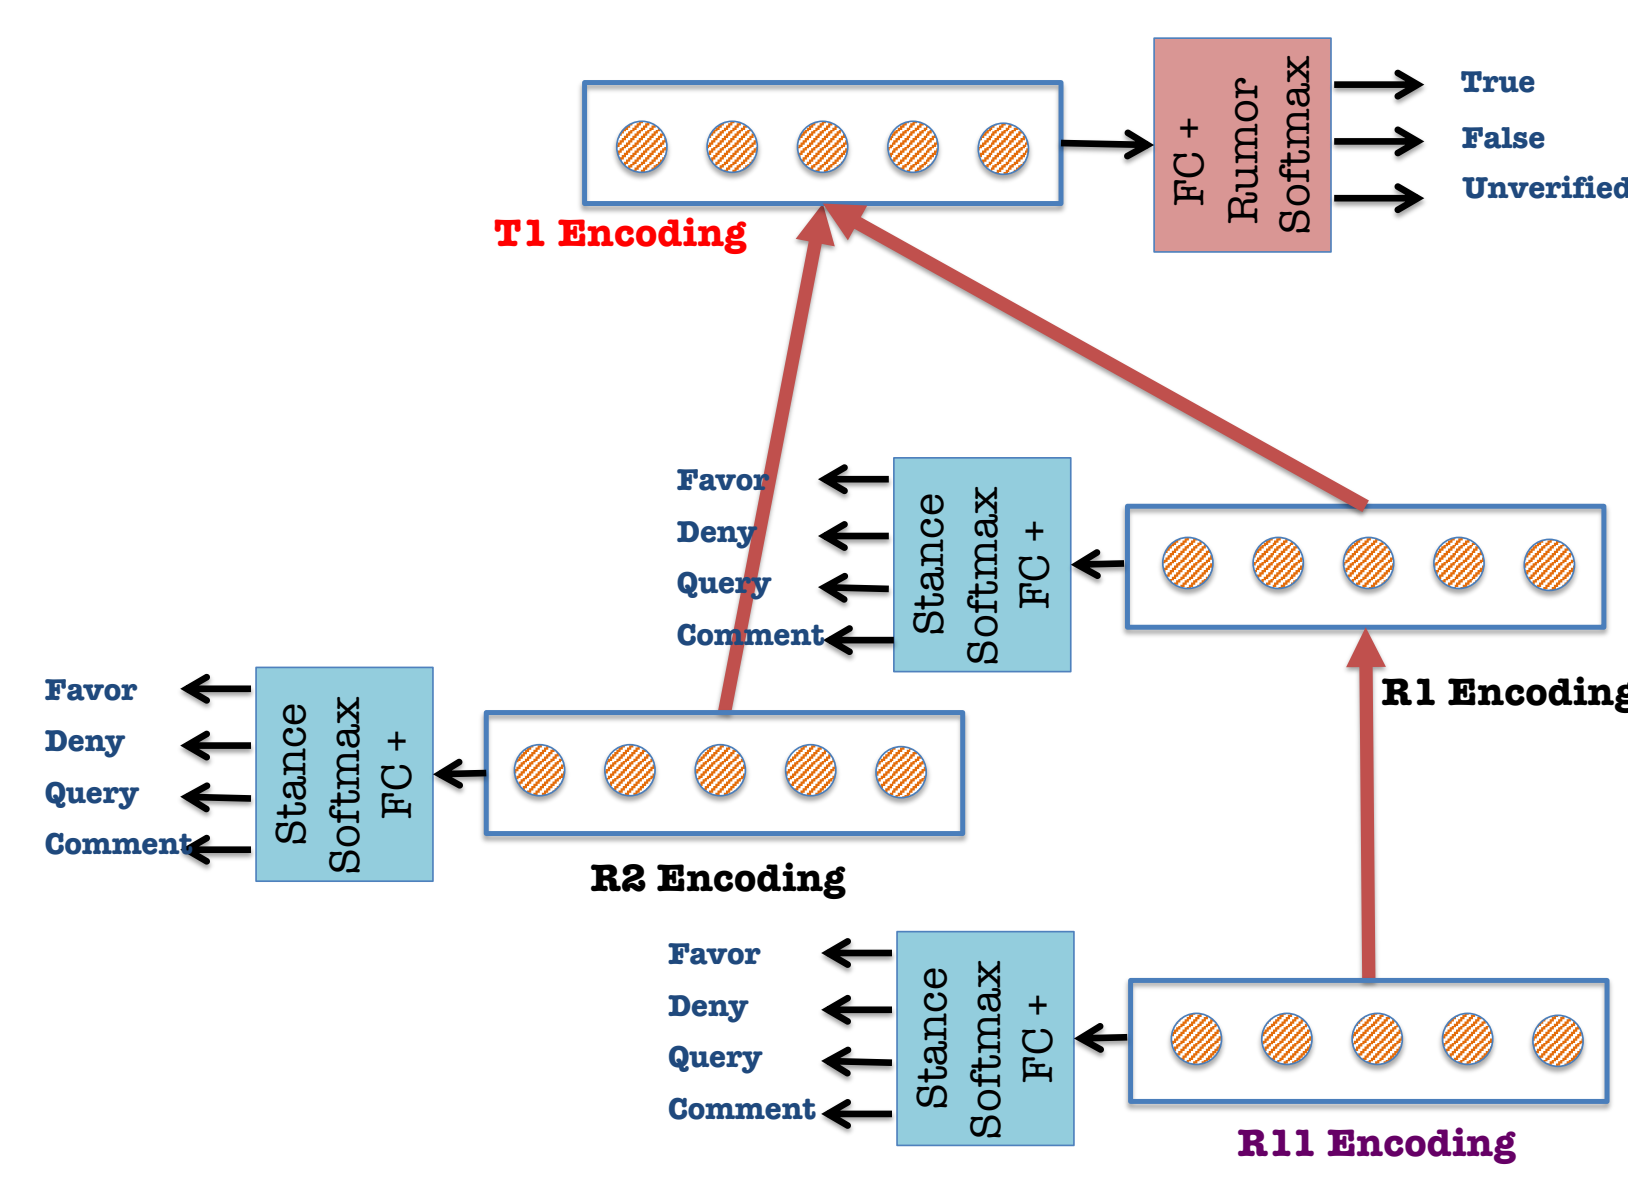 FC +
Rumor
Softmax
True
False
Unverified
T1 Encoding
Favor
Deny
Query
Comment
Stance
Softmax
FC +
R1 Encoding
Favor
Deny
Query
Comment
Stance
Softmax
FC +
R2 Encoding
Favor
Deny
Query
Comment
Stance
Softmax
FC +
R11 Encoding